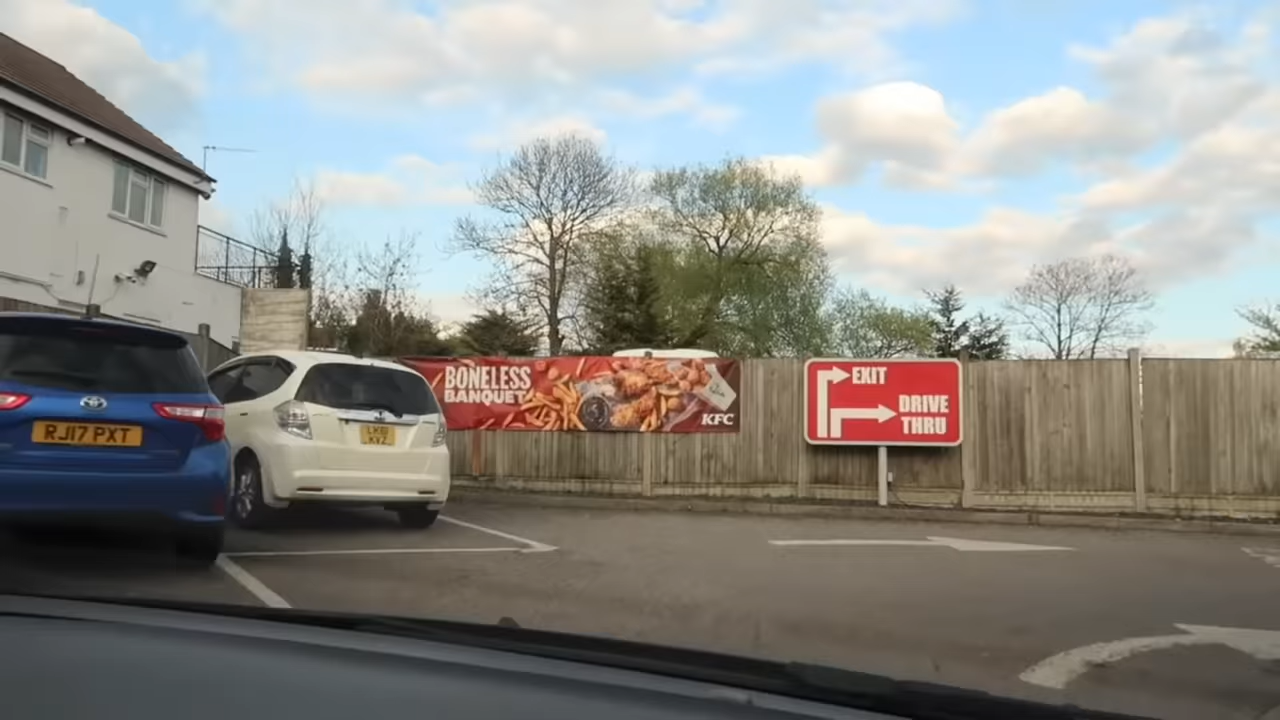 RJ17 PXT
LK61
KVZ
BONELESS
BANQUET
KFC
EXIT
DRIVE
THRU